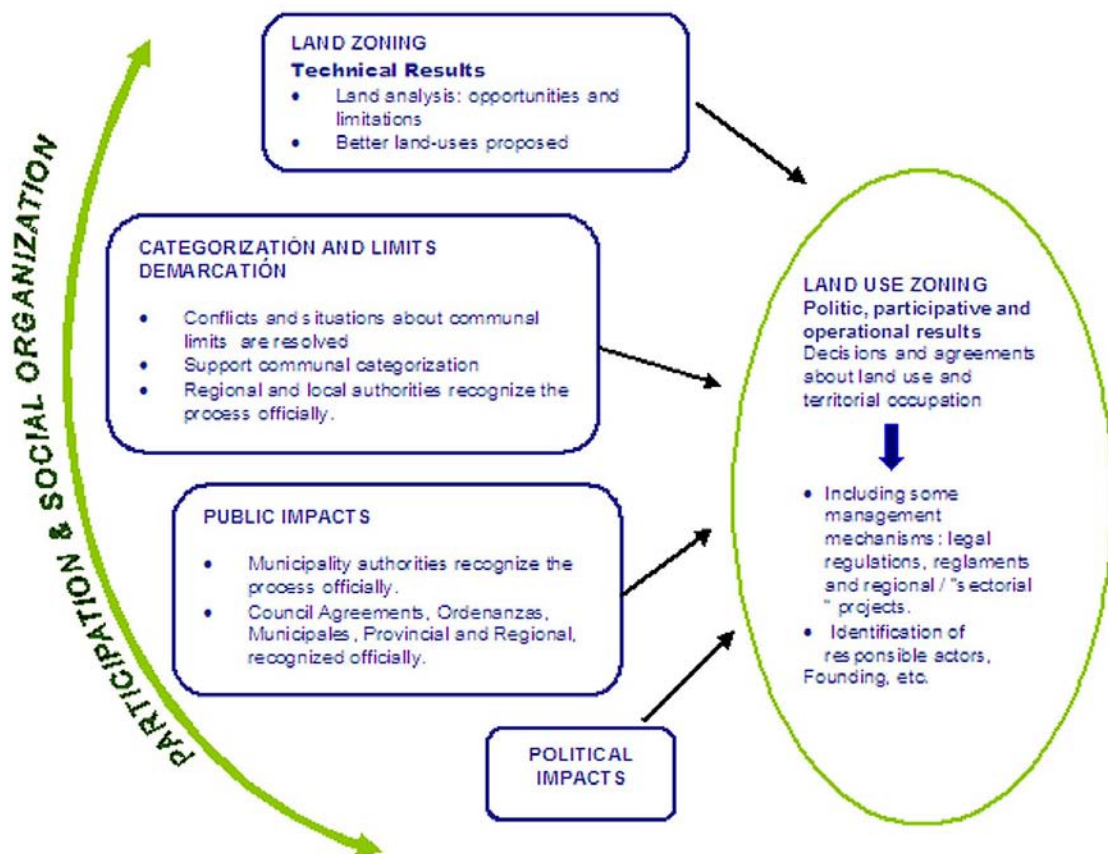 PARTICIPATION & SOCIAL ORGANIZATION
LAND ZONING
Technical Results
• Land analysis: opportunities and
limitations
• Better land-uses proposed
CATEGORIZATIÓN AND LIMITS
DEMARCATIÓN
• Conflicts and situations about communal
limits are resolved
• Support communal categorization
• Regional and local authorities recognize the
process officially.
PUBLIC IMPACTS
• Municipality authorities recognize the
process officially.
• Council Agreements, Ordenanzas,
Municipales, Provincial and Regional,
recognized officially.
POLITICAL
IMPACTS
LAND USE ZONING
Politic, participative and
operational results
Decisions and agreements
about land use and
territorial occupation
• Including some
management
mechanisms: legal
regulations, reglaments
and regional / "sectorial
" projects.
• Identification of
responsible actors,
Founding, etc.